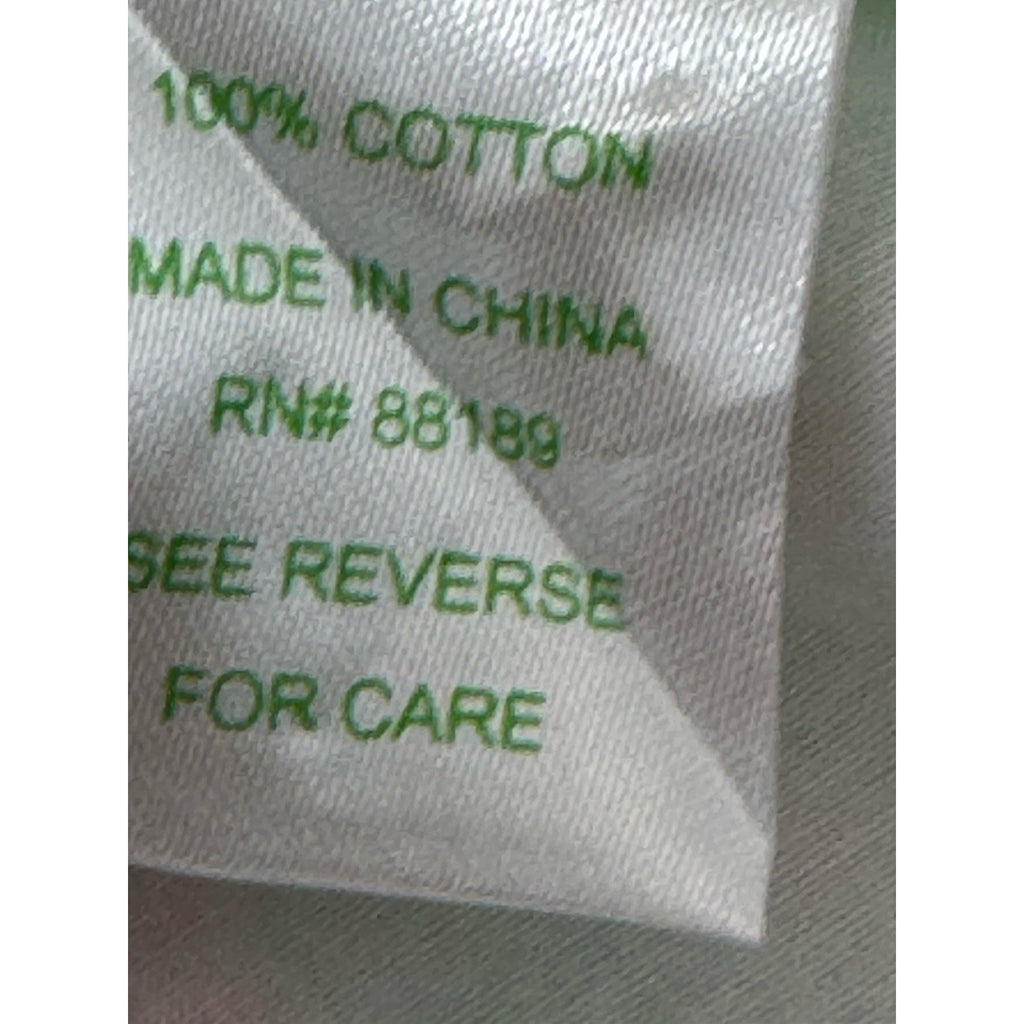 100% COTTON
MADE IN CHINA
RN# 88189
SEE REVERSE
FOR CARE